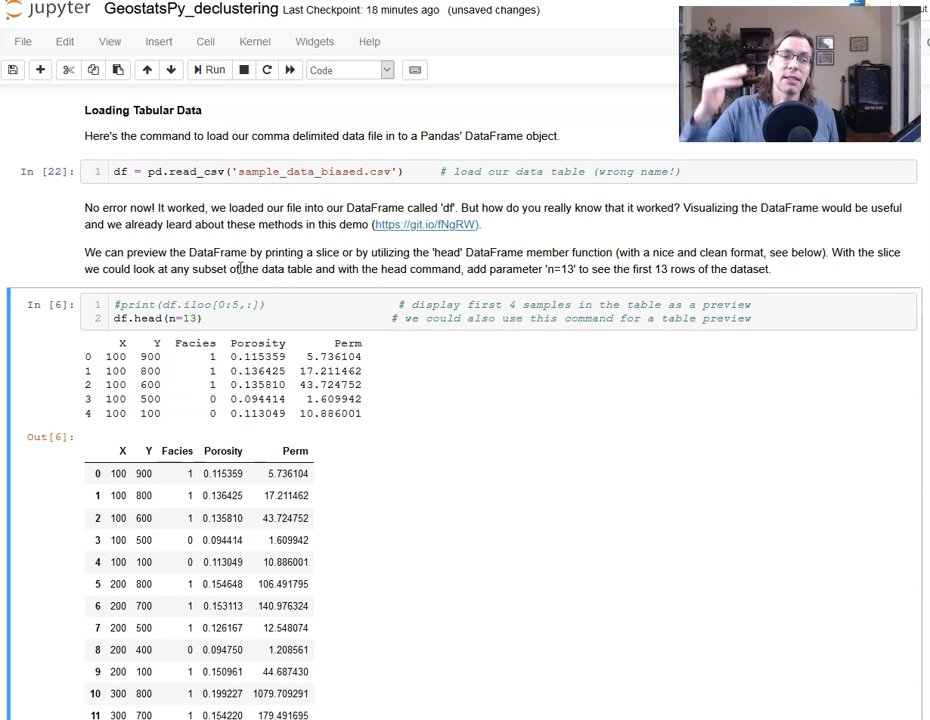 jupyter GeostatsPy_declustering Last Checkpoint: 18 minutes ago (unsaved changes)
File Edit View Insert Cell Kernel Widgets Help
Run Code
Loading Tabular Data
Here's the command to load our comma delimited data file in to a Pandas' DataFrame object.
In [22]: 1 df = pd.read_csv('sample_data_biased.csv') # load our data table (wrong name!)
No error now! It worked, we loaded our file into our DataFrame called 'df'. But how do you really know that it worked? Visualizing the DataFrame would be useful
and we already leard about these methods in this demo (https://git.io/fNgRW).
We can preview the DataFrame by printing a slice or by utilizing the 'head' DataFrame member function (with a nice and clean format, see below). With the slice
we could look at any subset of the data table and with the head command, add parameter 'n=13' to see the first 13 rows of the dataset.
In [6]: 1 #print(df.iloc[0:5,:]) # display first 4 samples in the table as a preview
2 df.head(n=13) # we could also use this command for a table preview
X Y Facies Porosity Perm
0 100 900 1 0.115359 5.736104
1 100 800 1 0.136425 17.211462
2 100 600 1 0.135810 43.724752
3 100 500 0 0.094414 1.609942
4 100 100 0 0.113049 10.886001
Out[6]:
X Y Facies Porosity Perm
0 100 900 1 0.115359 5.736104
1 100 800 1 0.136425 17.211462
2 100 600 1 0.135810 43.724752
3 100 500 0 0.094414 1.609942
4 100 100 0 0.113049 10.886001
5 200 800 1 0.154648 106.491795
6 200 700 1 0.153113 140.976324
7 200 500 1 0.126167 12.548074
8 200 400 0 0.094750 1.208561
9 200 100 1 0.150961 44.687430
10 300 800 1 0.199227 1079.709291
11 300 700 1 0.154220 179.491695